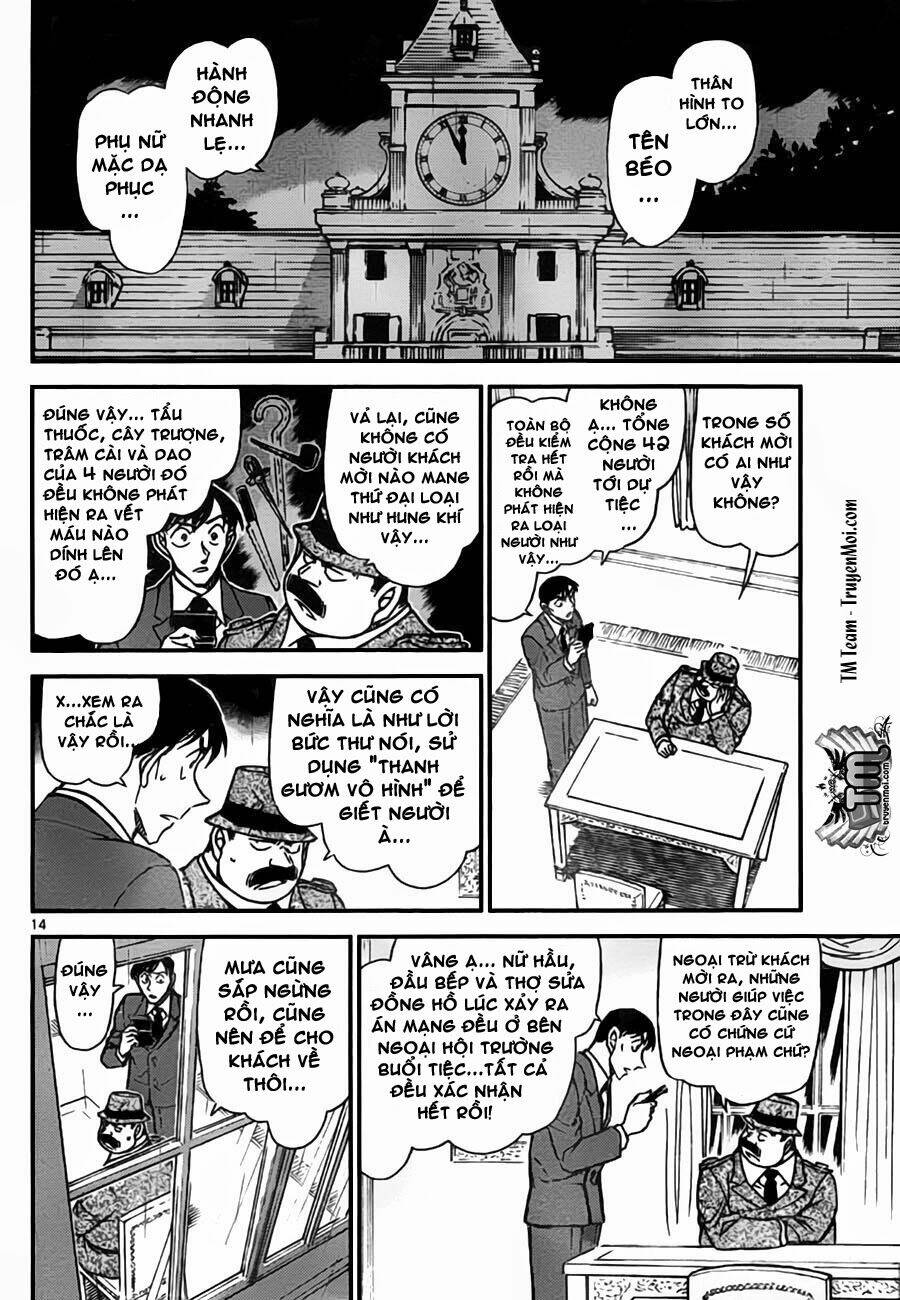 THÂN
HÌNH TO
LỚN...
TÊN
BÉO
...
HÀNH
ĐỘNG
NHANH
LẸ...
PHỤ NỮ
MẶC DẠ
PHỤC
...
TRONG SỐ
KHÁCH MỜI
CÓ AI NHƯ
VẬY
KHÔNG?
KHÔNG
Ạ... TỔNG
CỘNG 42
NGƯỜI
TỚI DỰ
TIỆC
...
TOÀN BỘ
ĐỀU KIỂM
TRA HẾT
RỒI MÀ
KHÔNG
PHÁT HIỆN
RA LOẠI
NGƯỜI NHƯ
VẬY...
VẢ LẠI, CŨNG
KHÔNG CÓ
NGƯỜI KHÁCH
MỜI NÀO MANG
THỨ ĐẠI LOẠI
NHƯ HUNG KHÍ
VẬY...
ĐÚNG VẬY... TẨU
THUỐC, CÂY TRƯỢNG,
TRÂM CÀI VÀ DAO
CỦA 4 NGƯỜI ĐÓ
ĐỀU KHÔNG PHÁT
HIỆN RA VẾT
MÁU NÀO
DÍNH LÊN
ĐÓ Ạ...
VẬY CŨNG CÓ
NGHĨA LÀ NHƯ LỜI
BỨC THƯ NÓI, SỬ
DỤNG "THANH
GƯƠM VÔ HÌNH" ĐỂ
GIẾT NGƯỜI
À...
X...XEM RA
CHẮC LÀ
VẬY RỒI...
TM Team - TruyenMoi.com
TM
truyenmoi.com
14
NGOẠI TRỪ KHÁCH
MỜI RA, NHỮNG
NGƯỜI GIÚP VIỆC
TRONG ĐÂY CŨNG
CÓ CHỨNG CỨ
NGOẠI PHẠM CHỨ?
VÂNG Ạ... NỮ HẦU,
ĐẦU BẾP VÀ THỢ SỬA
ĐỒNG HỒ LÚC XẢY RA
ÁN MẠNG ĐỀU Ở BÊN
NGOẠI HỘI TRƯỜNG
BUỔI TIỆC...TẤT CẢ
ĐỀU XÁC NHẬN
HẾT RỒI!
MƯA CŨNG
SẮP NGỪNG
RỒI, CŨNG
NÊN ĐỂ CHO
KHÁCH VỀ
THÔI...
ĐÚNG
VẬY
...